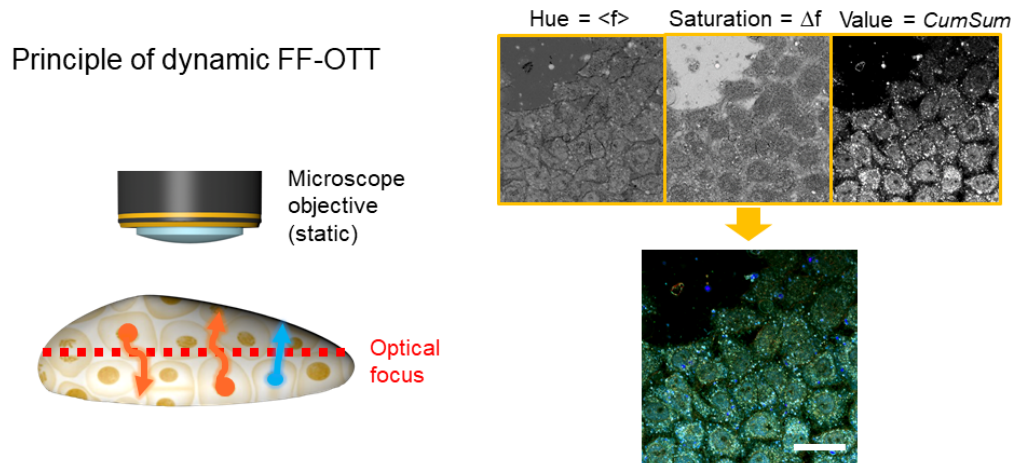 Principle of dynamic FF-OTT
Microscope
objective
(static)
Optical
focus
Hue = <f>
Saturation = Δf
Value = CumSum